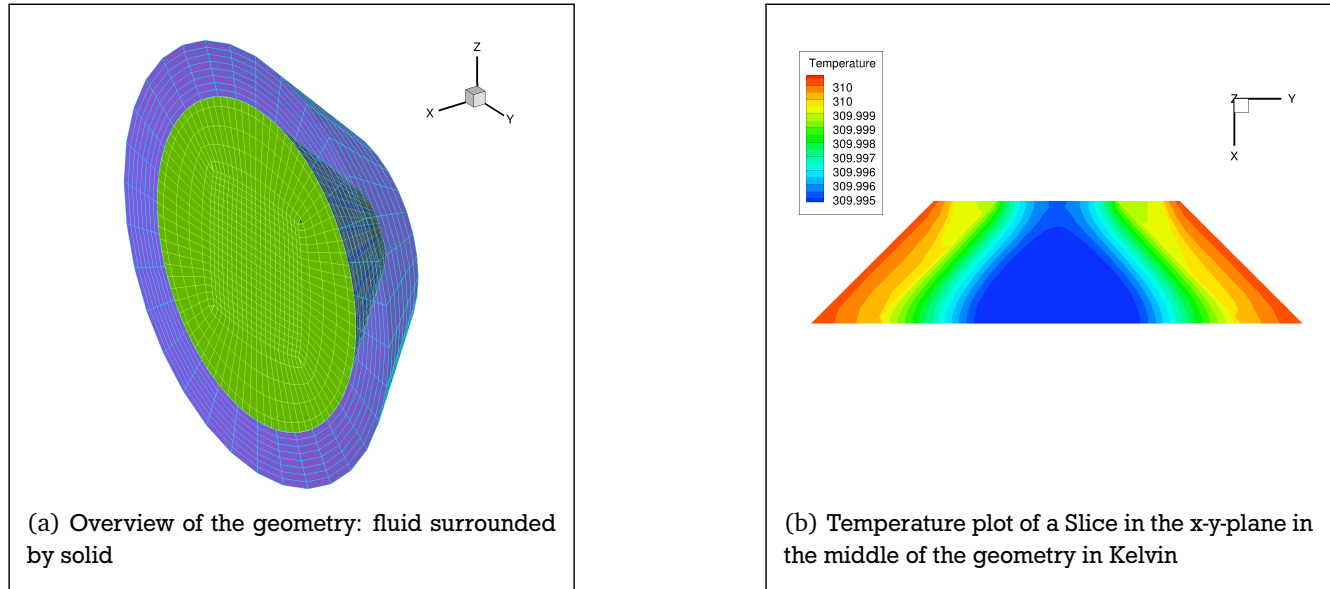 Z
X
Y
(a) Overview of the geometry: fluid surrounded
by solid
Temperature
310
310
309.999
309.999
309.998
309.997
309.996
309.996
309.995
Z
Y
X
(b) Temperature plot of a Slice in the x-y-plane in
the middle of the geometry in Kelvin